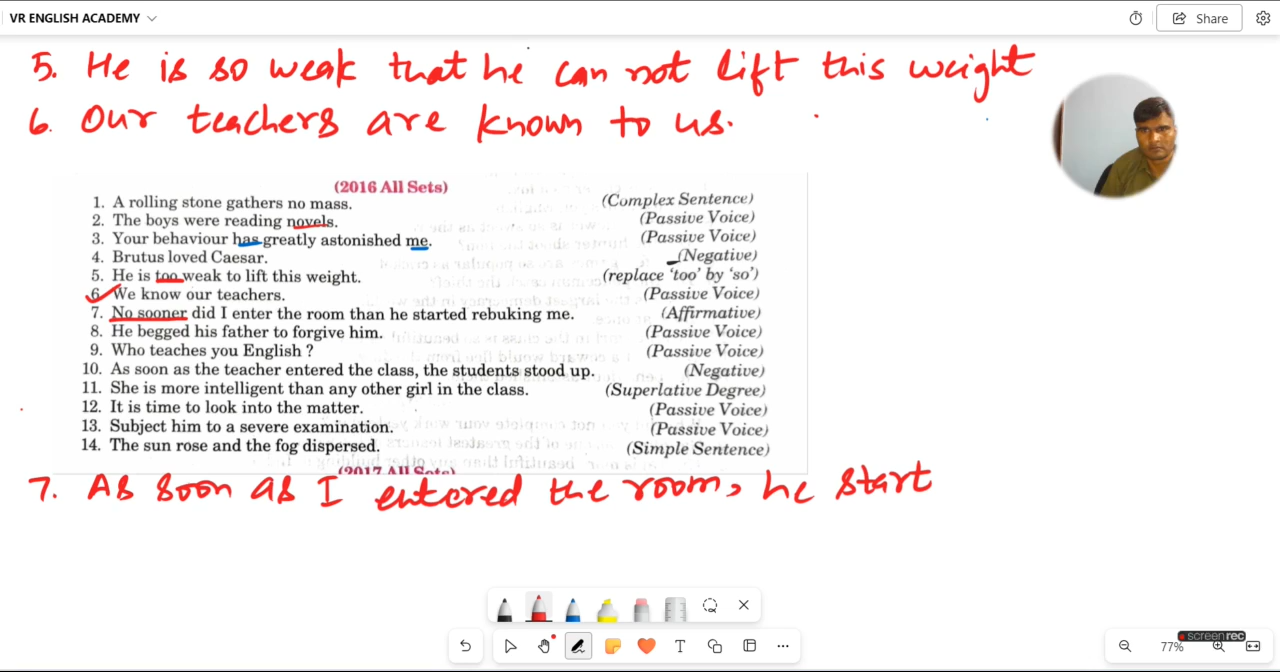 VR ENGLISH ACADEMY
Share
5. He is so weak that he can not lift this weight
6. Our teachers are known to us.
(2016 All Sets)
1. A rolling stone gathers no mass. (Complex Sentence)
2. The boys were reading novels. (Passive Voice)
3. Your behaviour has greatly astonished me. (Passive Voice)
4. Brutus loved Caesar. (Negative)
5. He is too weak to lift this weight. (replace 'too' by 'so')
6. We know our teachers. (Passive Voice)
7. No sooner did I enter the room than he started rebuking me. (Affirmative)
8. He begged his father to forgive him. (Passive Voice)
9. Who teaches you English ? (Passive Voice)
10. As soon as the teacher entered the class, the students stood up. (Negative)
11. She is more intelligent than any other girl in the class. (Superlative Degree)
12. It is time to look into the matter. (Passive Voice)
13. Subject him to a severe examination. (Passive Voice)
14. The sun rose and the fog dispersed. (Simple Sentence)
(2017 All Sets)
7. As soon as I entered the room, he start
77%
screenrec